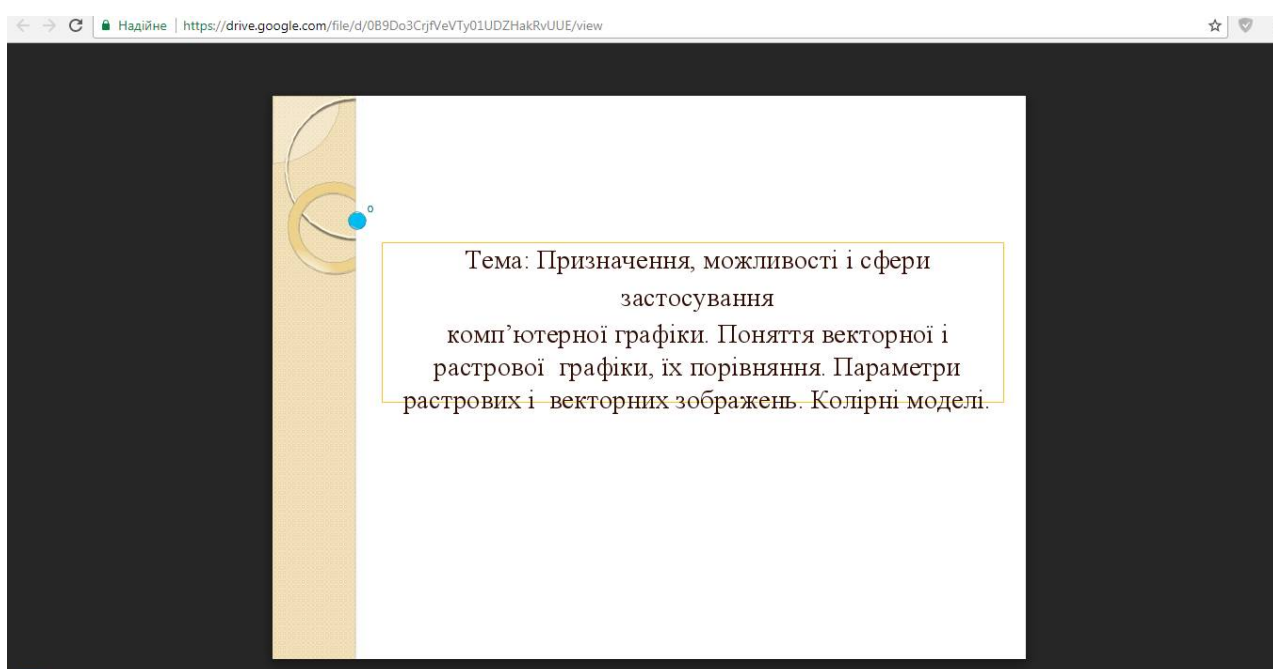 Надійне | https://drive.google.com/file/d/0B9Do3CrjfVeVTy01UDZHakRvUUE/view
Тема: Призначення, можливості і сфери
застосування
комп’ютерної графіки. Поняття векторної і
растрової графіки, їх порівняння. Параметри
растрових і векторних зображень. Колірні моделі.